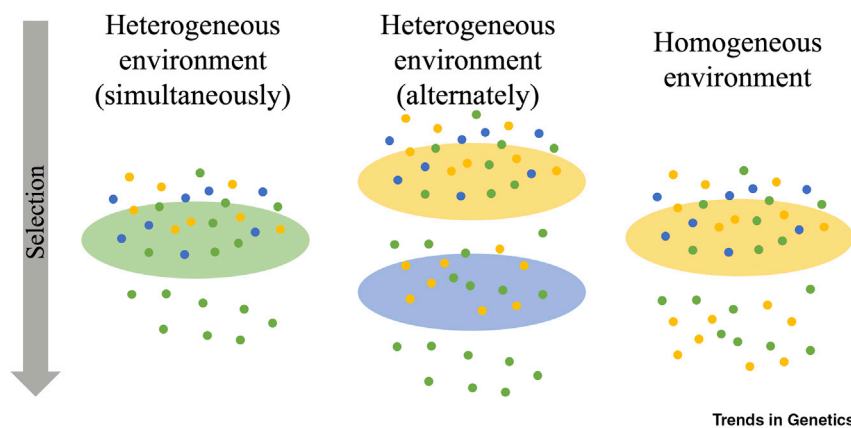 Selection
Heterogeneous
environment
(simultaneously)
Heterogeneous
environment
(alternately)
Homogeneous
environment
Trends in Genetics